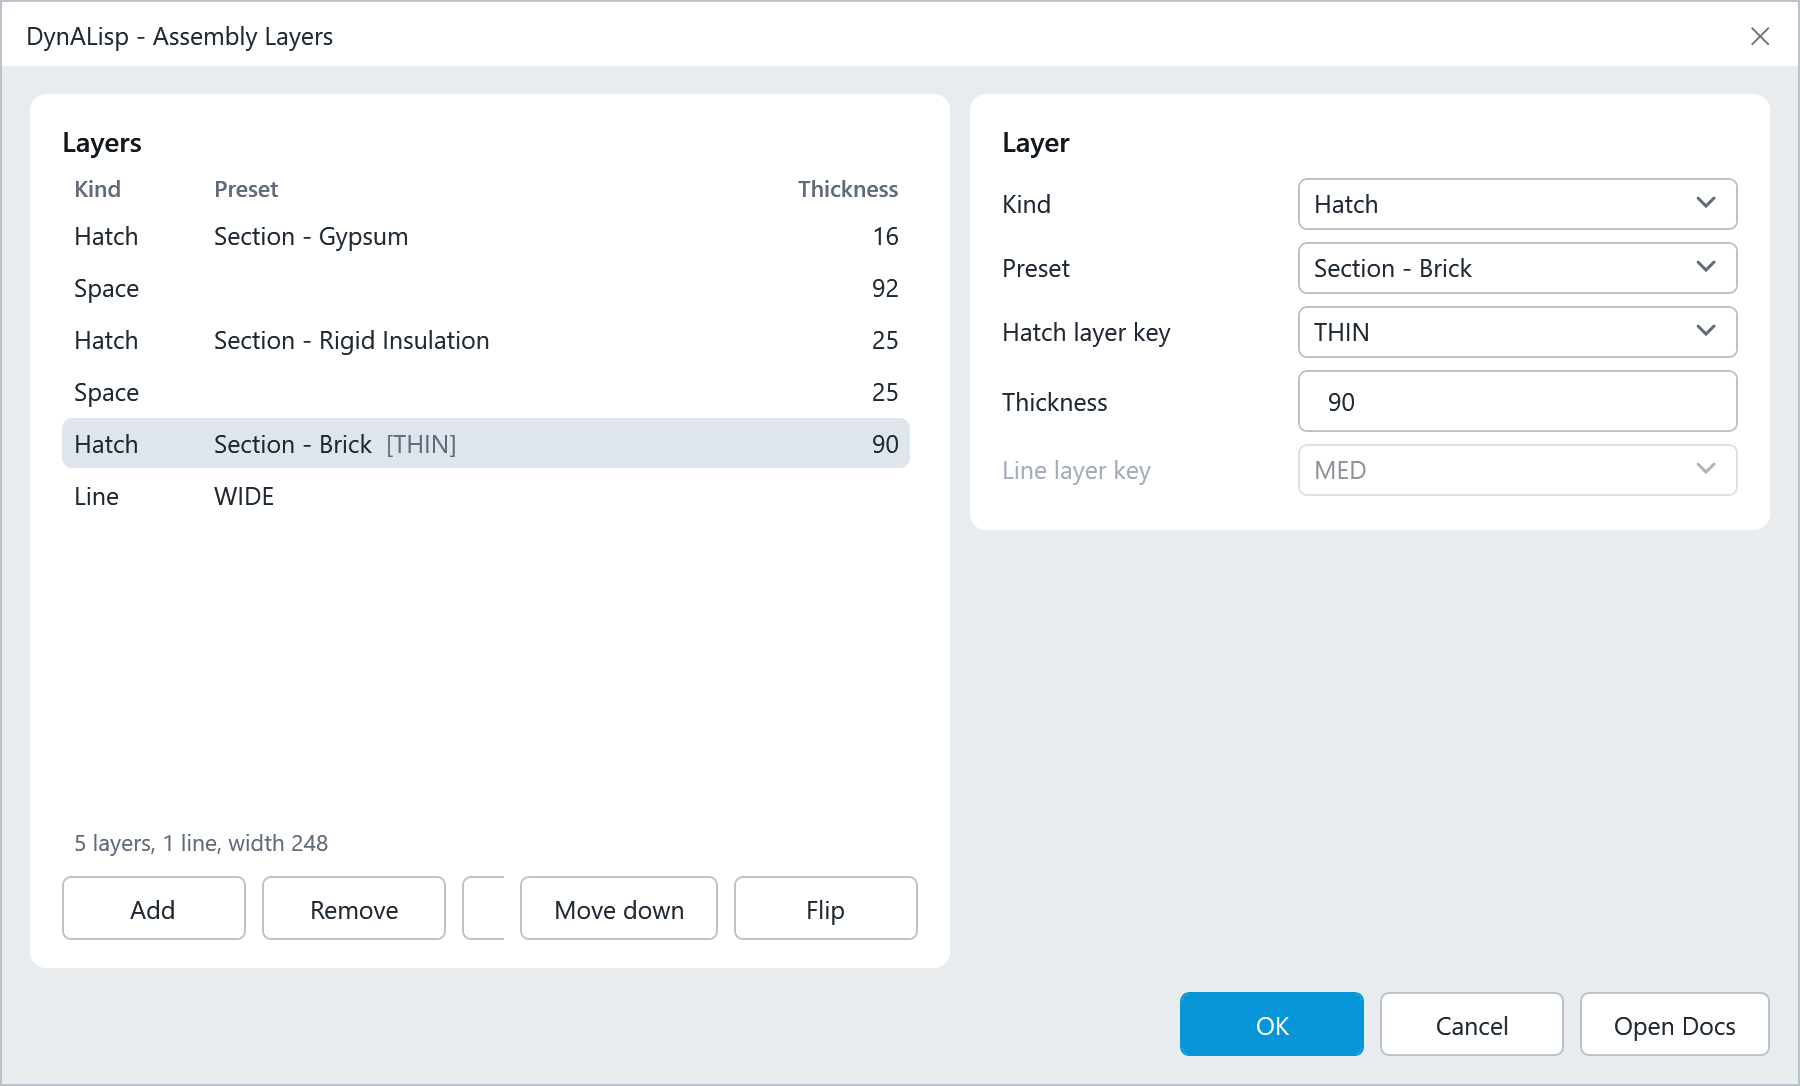 DynALisp - Assembly Layers
Layers
Kind Preset Thickness
Hatch Section - Gypsum 16
Space 92
Hatch Section - Rigid Insulation 25
Space 25
Hatch Section - Brick [THIN] 90
Line WIDE
5 layers, 1 line, width 248
Add Remove Move down Flip
Layer
Kind Hatch
Preset Section - Brick
Hatch layer key THIN
Thickness 90
Line layer key MED
OK Cancel Open Docs